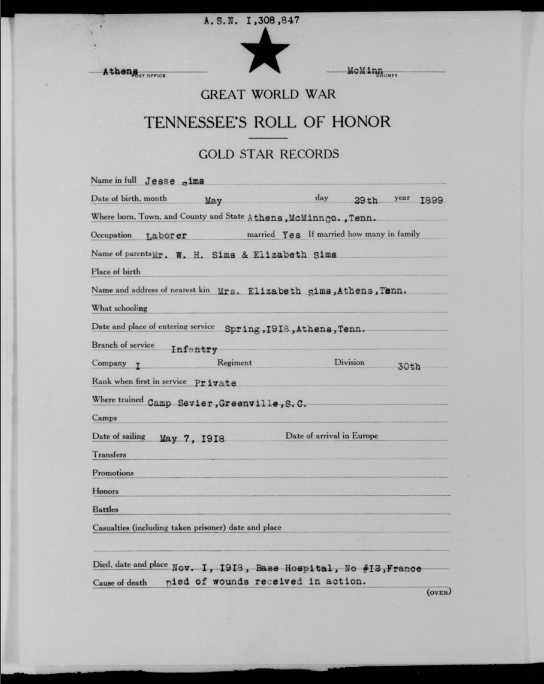 A.S.N. I,308,847
Athens McMinn
POST OFFICE COUNTY
GREAT WORLD WAR
TENNESSEE'S ROLL OF HONOR
GOLD STAR RECORDS
Name in full Jesse Sims
Date of birth, month May day 29th year I899
Where born, Town, and County and State Athens,McMinnCo.,Tenn.
Occupation Laborer married Yes If married how many in family
Name of parents Mr. W. H. Sims & Elizabeth Sims
Place of birth
Name and address of nearest kin Mrs. Elizabeth Sims,Athens,Tenn.
What schooling
Date and place of entering service Spring,I9I8,Athens,Tenn.
Branch of service Infantry
Company I Regiment Division 30th
Rank when first in service Private
Where trained Camp Sevier,Greenville,S.C.
Camps
Date of sailing May 7, I9I8 Date of arrival in Europe
Transfers
Promotions
Honors
Battles
Casualties (including taken prisoner) date and place
Died, date and place Nov. I, I9I8, Base Hospital, No #I2,France
Cause of death Died of wounds received in action.
(OVER)